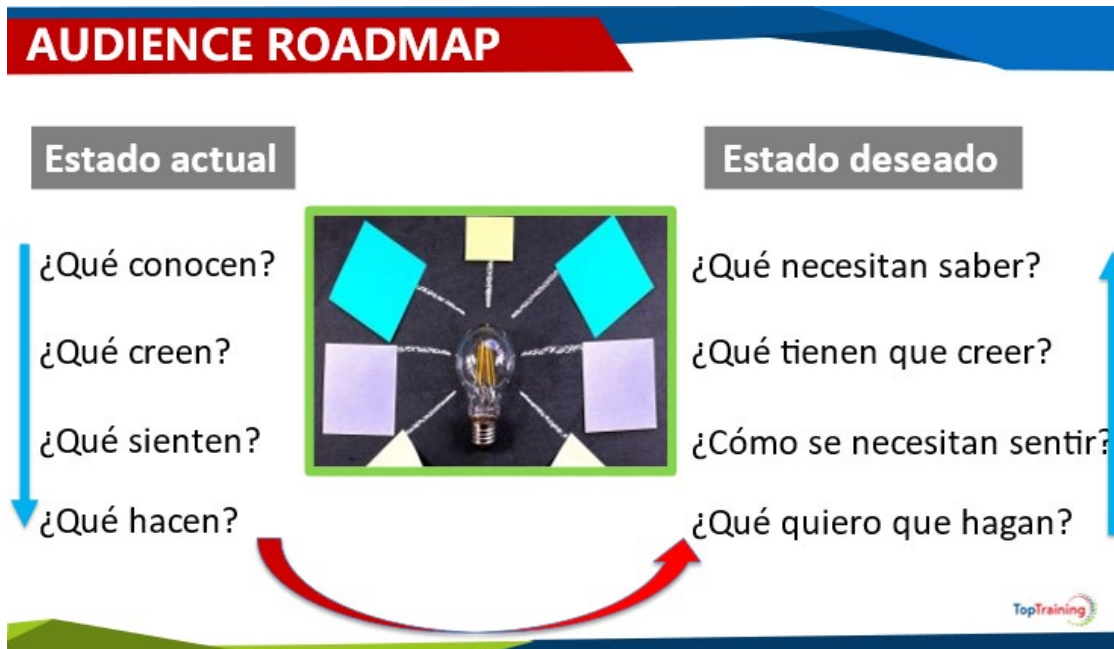 AUDIENCE ROADMAP
Estado actual
¿Qué conocen?
¿Qué creen?
¿Qué sienten?
¿Qué hacen?
Estado deseado
¿Qué necesitan saber?
¿Qué tienen que creer?
¿Cómo se necesitan sentir?
¿Qué quiero que hagan?
TopTraining